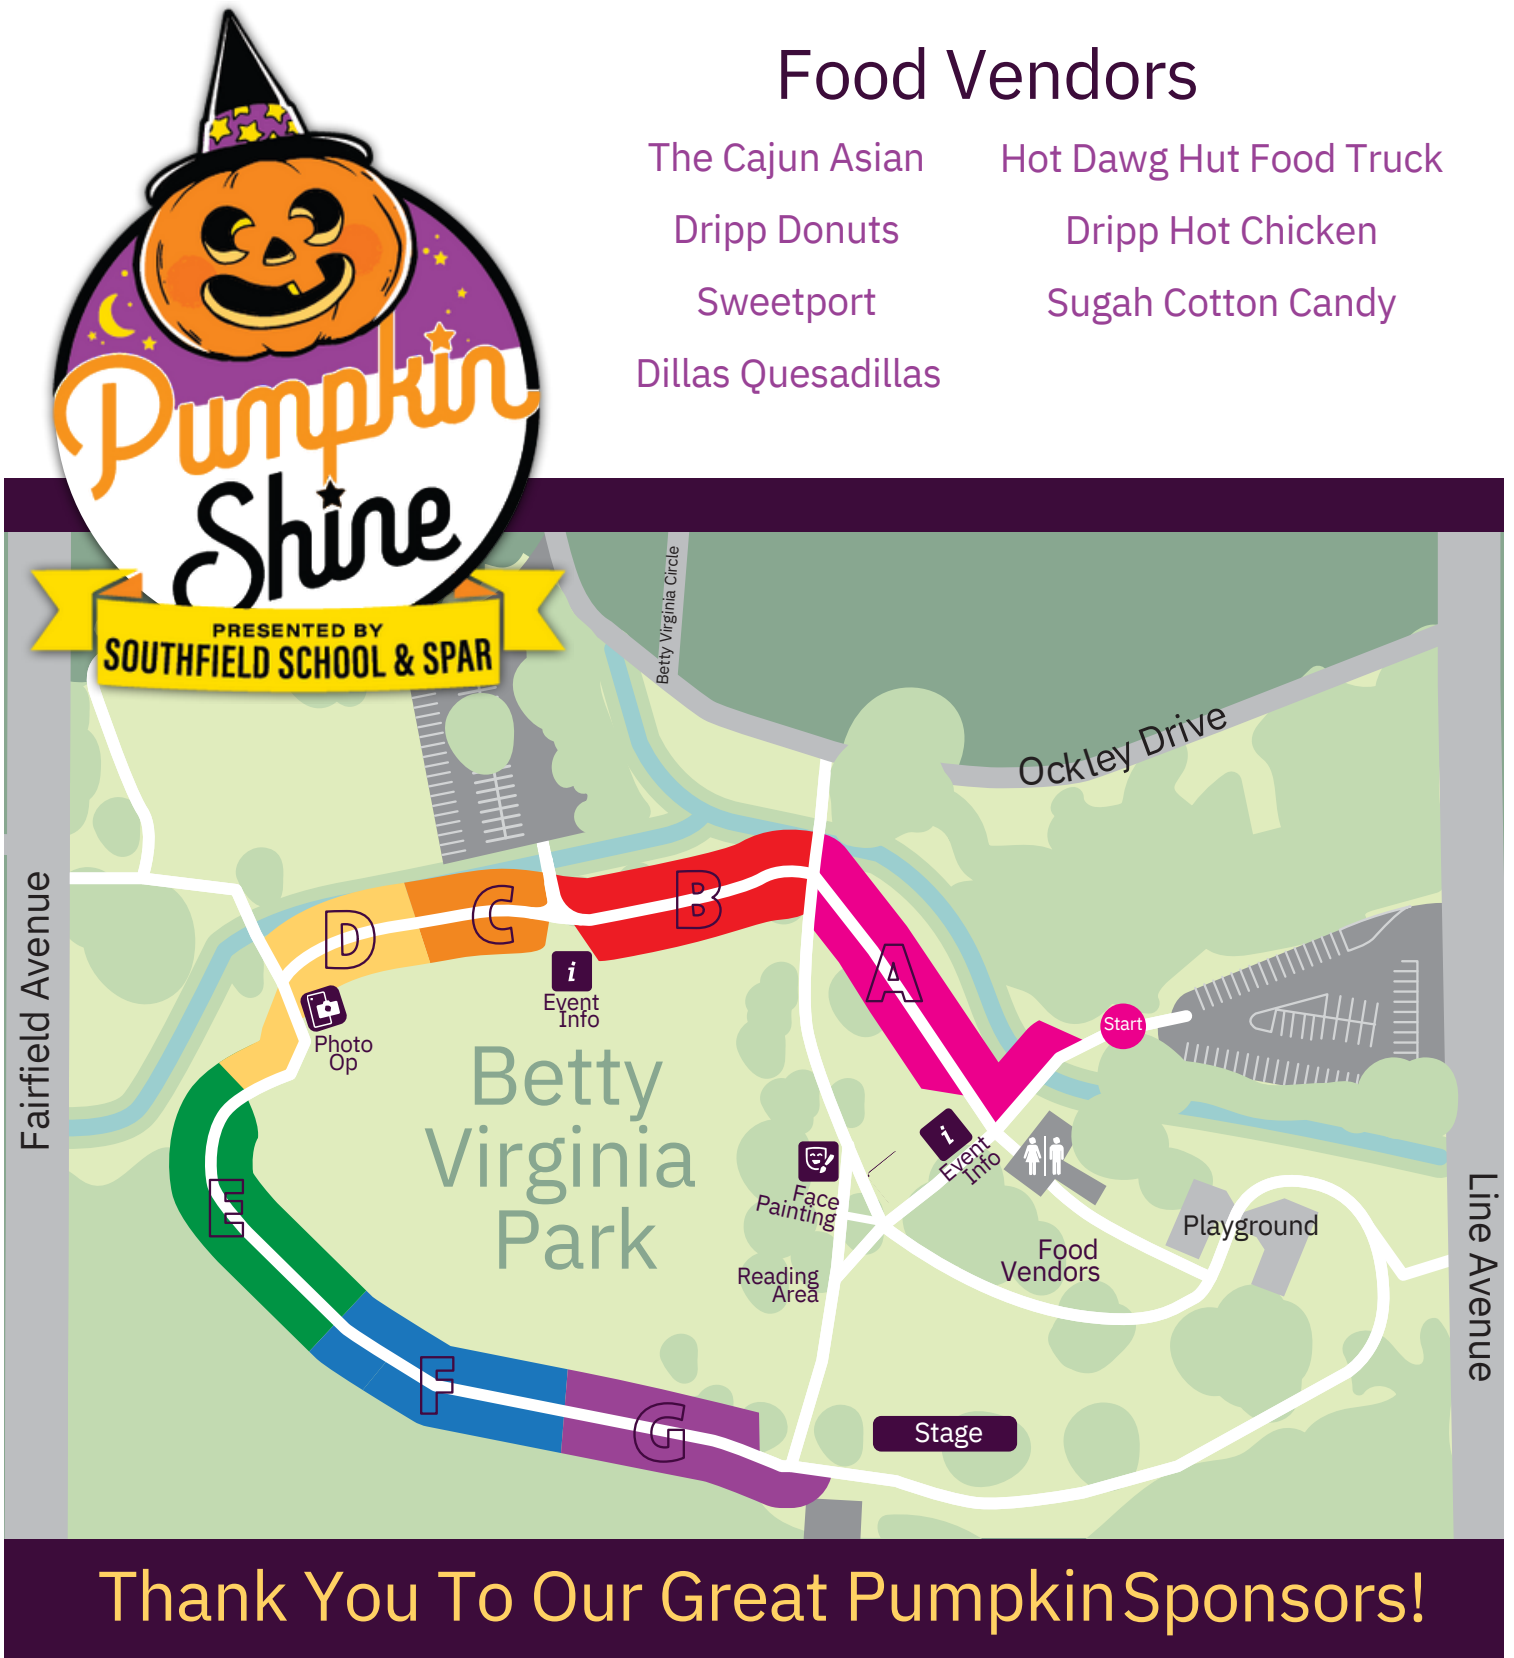 Food Vendors
The Cajun Asian
Dripp Donuts
Sweetport
Dillas Quesadillas
Hot Dawg Hut Food Truck
Dripp Hot Chicken
Sugah Cotton Candy
Pumpkin
Shine
PRESENTED BY
SOUTHFIELD SCHOOL & SPAR
Betty Virginia Circle
Ockley Drive
Fairfield Avenue
Line Avenue
D
C
B
A
Start
i
Event
Info
Photo
Op
Betty
Virginia
Park
i
Event
Info
Face
Painting
E
Playground
Food
Vendors
Reading
Area
F
G
Stage
Thank You To Our Great Pumpkin Sponsors!